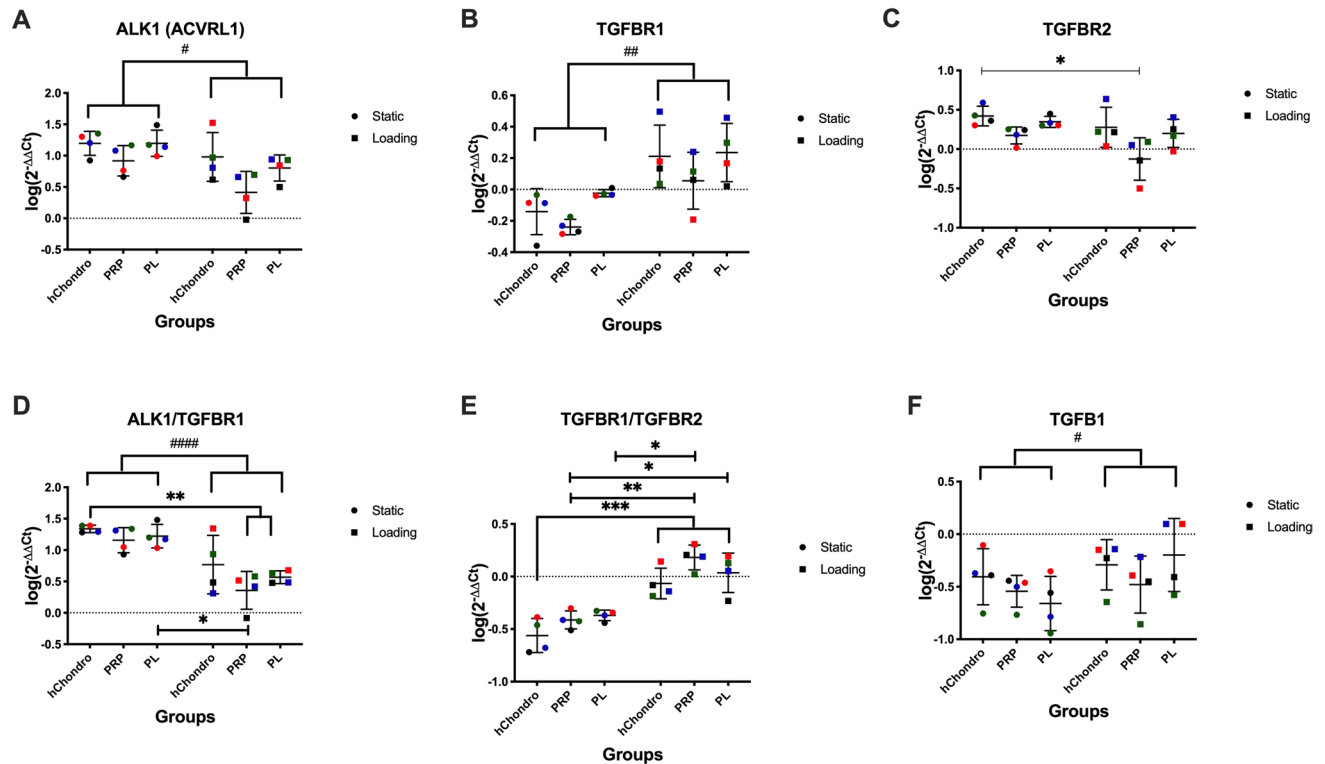 A
ALK1 (ACVRL1)
#
log(2-ΔΔCt)
2.0
1.5
1.0
0.5
0.0
-0.5
hChondro
PRP
PL
hChondro
PRP
PL
Groups
Static
Loading
B
TGFBR1
##
log(2-ΔΔCt)
0.6
0.4
0.2
0.0
-0.2
0.4
hChondro
PRP
PL
hChondro
PRP
PL
Groups
Static
Loading
C
TGFBR2
*
log(2-ΔΔCt)
1.0
0.5
0.0
-0.5
-1.0
hChondro
PRP
PL
hChondro
PRP
PL
Groups
Static
Loading
D
ALK1/TGFBR1
####
**
*
log(2-ΔΔCt)
2.0
1.5
1.0
0.5
0.0
-0.5
hChondro
PRP
PL
hChondro
PRP
PL
Groups
Static
Loading
E
TGFBR1/TGFBR2
*
*
**
***
log(2-ΔΔCt)
0.5
0.0
-0.5
-1.0
hChondro
PRP
PL
hChondro
PRP
PL
Groups
Static
Loading
F
TGFB1
#
log(2-ΔΔCt)
0.5
0.0
-0.5
-1.0
hChondro
PRP
PL
hChondro
PRP
PL
Groups
Static
Loading